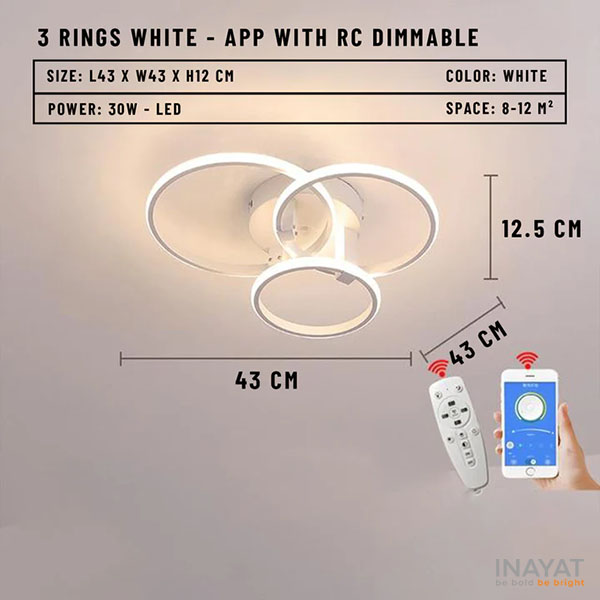 3 RINGS WHITE - APP WITH RC DIMMABLE
SIZE: L43 X W43 X H12 CM
COLOR: WHITE
POWER: 30W - LED
SPACE: 8-12 M²
12.5 CM
43 CM
43 CM
INAYAT
be bold be bright